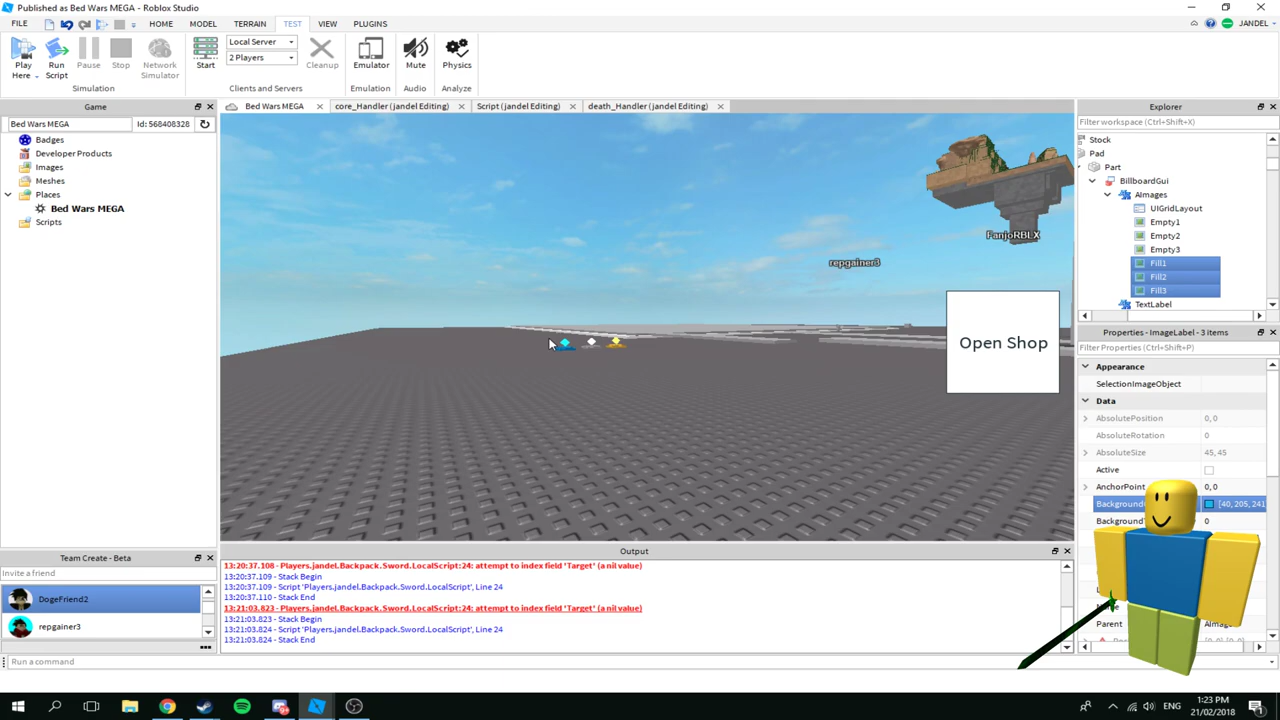 Published as Bed Wars MEGA - Roblox Studio
FILE HOME MODEL TERRAIN TEST VIEW PLUGINS
JANDEL
Play Here
Run Script
Pause
Stop
Network Simulator
Simulation
Start
Local Server
2 Players
Cleanup
Clients and Servers
Emulator
Emulation
Mute
Audio
Physics
Analyze
Game
Bed Wars MEGA
Id: 568408328
Badges
Developer Products
Images
Meshes
Places
Bed Wars MEGA
Scripts
Team Create - Beta
Invite a friend
DogeFriend2
repgainer3
Bed Wars MEGA
core_Handler (jandel Editing)
Script (jandel Editing)
death_Handler (jandel Editing)
FanjoRBLX
repgainer3
Open Shop
Output
13:20:37.108 - Players.jandel.Backpack.Sword.LocalScript:24: attempt to index field 'Target' (a nil value)
13:20:37.109 - Stack Begin
13:20:37.109 - Script 'Players.jandel.Backpack.Sword.LocalScript', Line 24
13:20:37.110 - Stack End
13:21:03.823 - Players.jandel.Backpack.Sword.LocalScript:24: attempt to index field 'Target' (a nil value)
13:21:03.823 - Stack Begin
13:21:03.824 - Script 'Players.jandel.Backpack.Sword.LocalScript', Line 24
13:21:03.824 - Stack End
Explorer
Filter workspace (Ctrl+Shift+X)
Stock
Pad
Part
BillboardGui
AImages
UIGridLayout
Empty1
Empty2
Empty3
Fill1
Fill2
Fill3
TextLabel
Properties - ImageLabel - 3 items
Filter Properties (Ctrl+Shift+P)
Appearance
SelectionImageObject
Data
AbsolutePosition 0, 0
AbsoluteRotation 0
AbsoluteSize 45, 45
Active
AnchorPoint 0, 0
Background [40, 205, 241]
Background 0
Parent AImage
Run a command
ENG
1:23 PM
21/02/2018